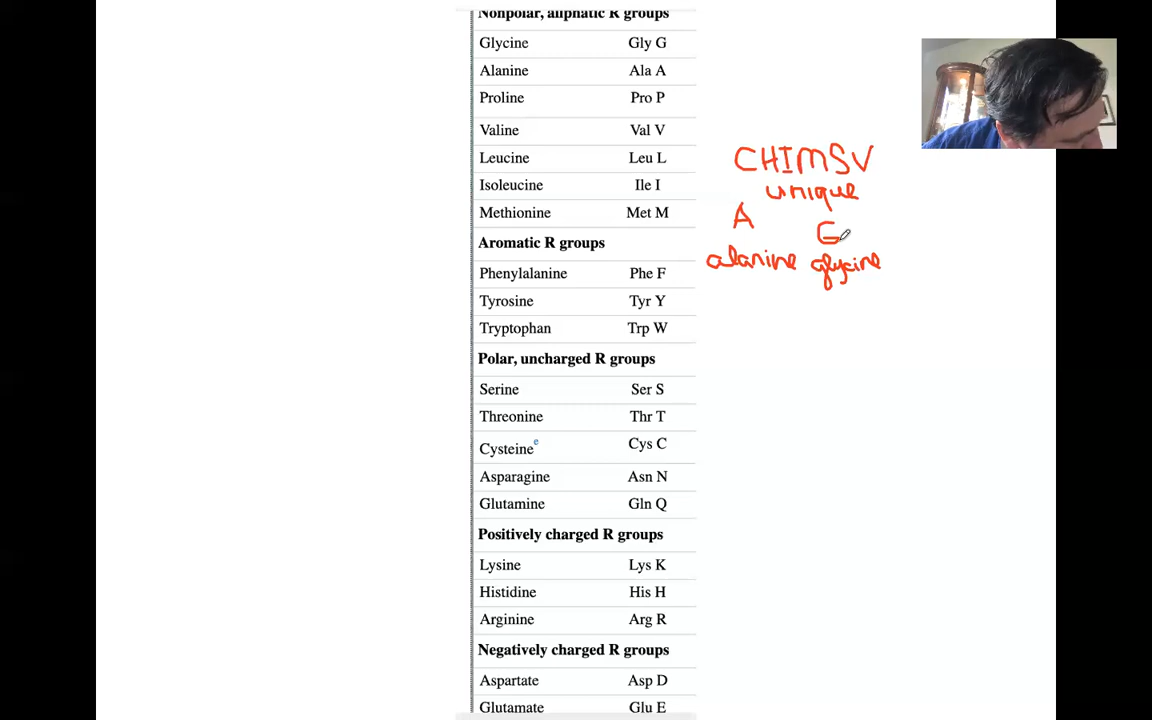 Nonpolar, aliphatic R groups
Glycine Gly G
Alanine Ala A
Proline Pro P
Valine Val V
Leucine Leu L
Isoleucine Ile I
Methionine Met M
Aromatic R groups
Phenylalanine Phe F
Tyrosine Tyr Y
Tryptophan Trp W
Polar, uncharged R groups
Serine Ser S
Threonine Thr T
Cysteine e Cys C
Asparagine Asn N
Glutamine Gln Q
Positively charged R groups
Lysine Lys K
Histidine His H
Arginine Arg R
Negatively charged R groups
Aspartate Asp D
Glutamate Glu E
CHIMSV
unique
A G
alanine glycine